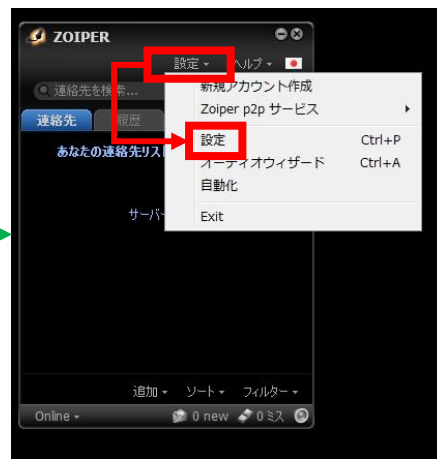 ZOIPER
設定 ヘルプ
連絡先を検索...
連絡先 履歴
あなたの連絡先リスト
サーバー
新規アカウント作成
Zoiper p2p サービス
設定 Ctrl+P
オーディオウィザード Ctrl+A
自動化
Exit
追加 ソート フィルター
Online 0 new 0 ミス